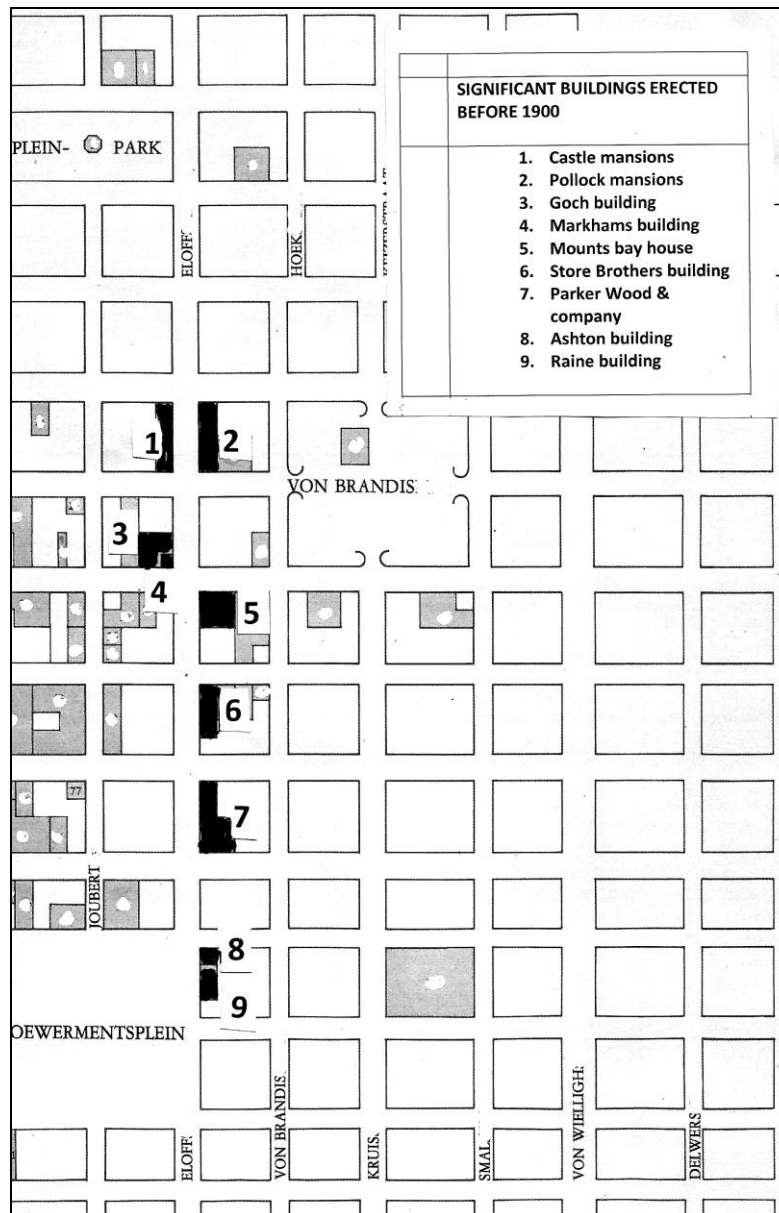 SIGNIFICANT BUILDINGS ERECTED
BEFORE 1900
1. Castle mansions
2. Pollock mansions
3. Goch building
4. Markhams building
5. Mounts bay house
6. Store Brothers building
7. Parker Wood &
company
8. Ashton building
9. Raine building
PLEIN- PARK
ELOFF.
HOEK.
1
2
VON BRANDIS.
3
4
5
6
7
77
JOUBERT
8
9
OEWERMENTSPLEIN
ELOFF.
VON BRANDIS.
KRUIS.
SMAL.
VON WIELLIGH.
DELWERS